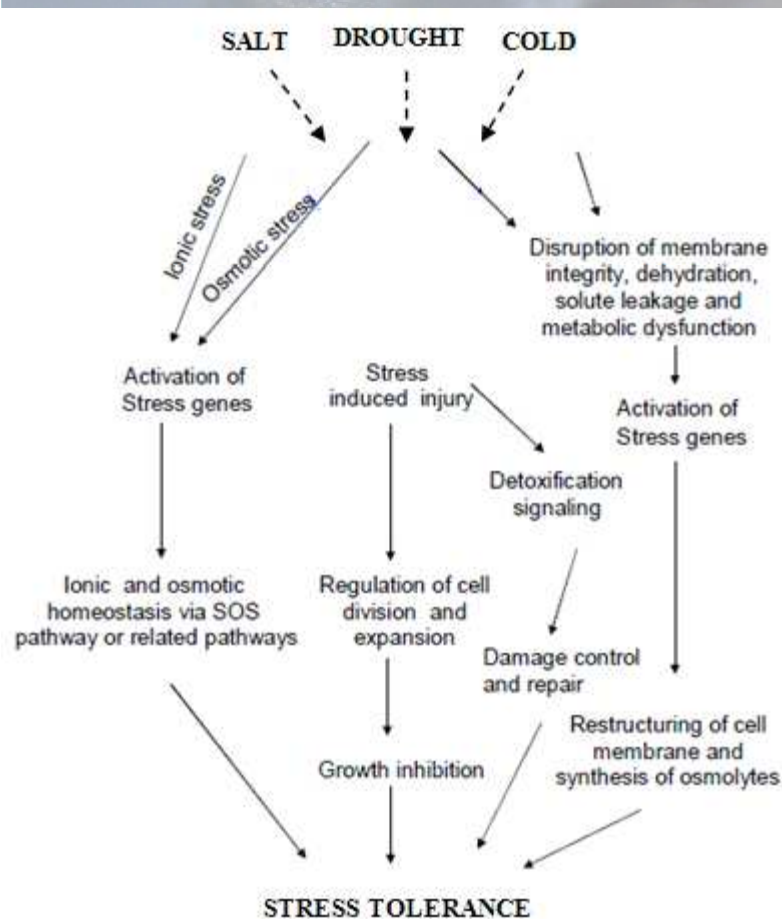 SALT DROUGHT COLD
Ionic stress
Osmotic stress
Disruption of membrane
integrity, dehydration,
solute leakage and
metabolic dysfunction
Activation of
Stress genes
Stress
induced injury
Activation of
Stress genes
Detoxification
signaling
Ionic and osmotic
homeostasis via SOS
pathway or related pathways
Regulation of cell
division and
expansion
Damage control
and repair
Restructuring of cell
membrane and
synthesis of osmolytes
Growth inhibition
STRESS TOLERANCE